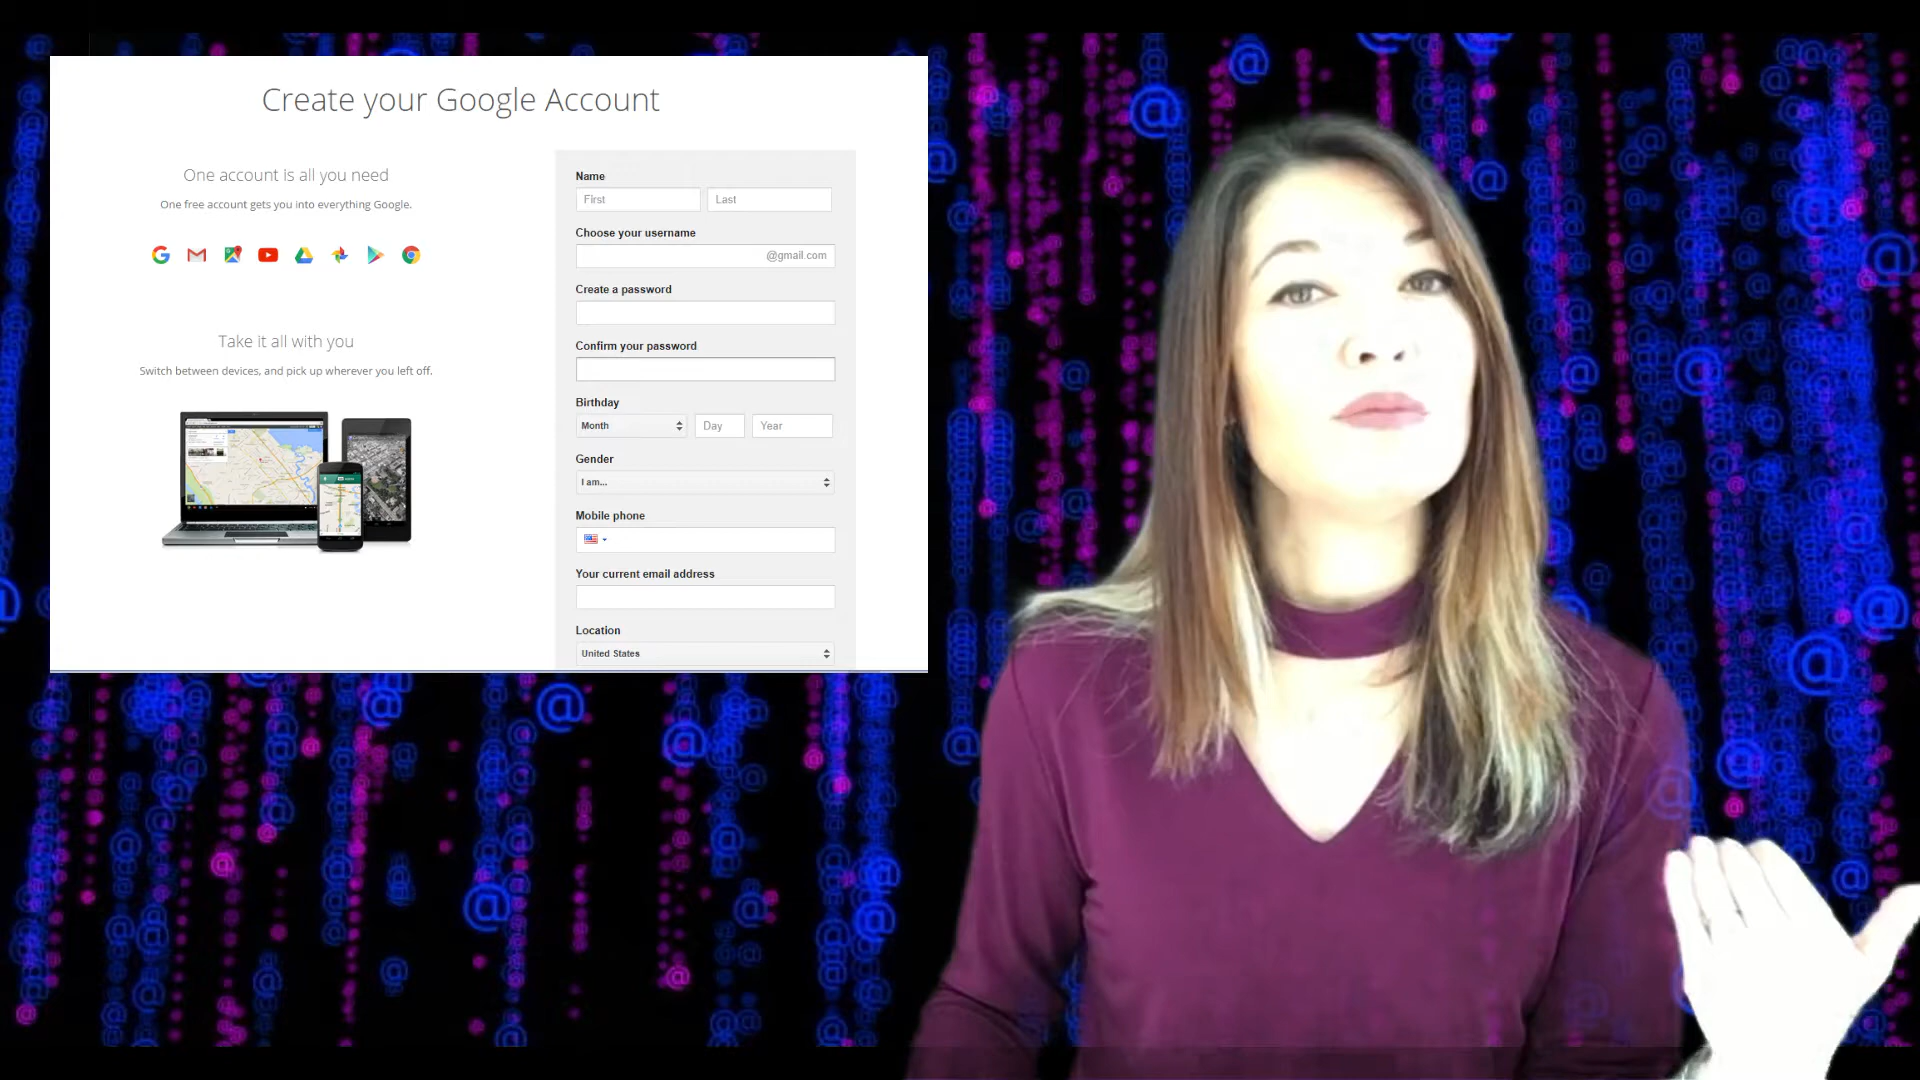 Create your Google Account
One account is all you need
One free account gets you into everything Google.
Take it all with you
Switch between devices, and pick up wherever you left off.
Name
First Last
Choose your username
@gmail.com
Create a password
Confirm your password
Birthday
Month Day Year
Gender
I am...
Mobile phone
Your current email address
Location
United States